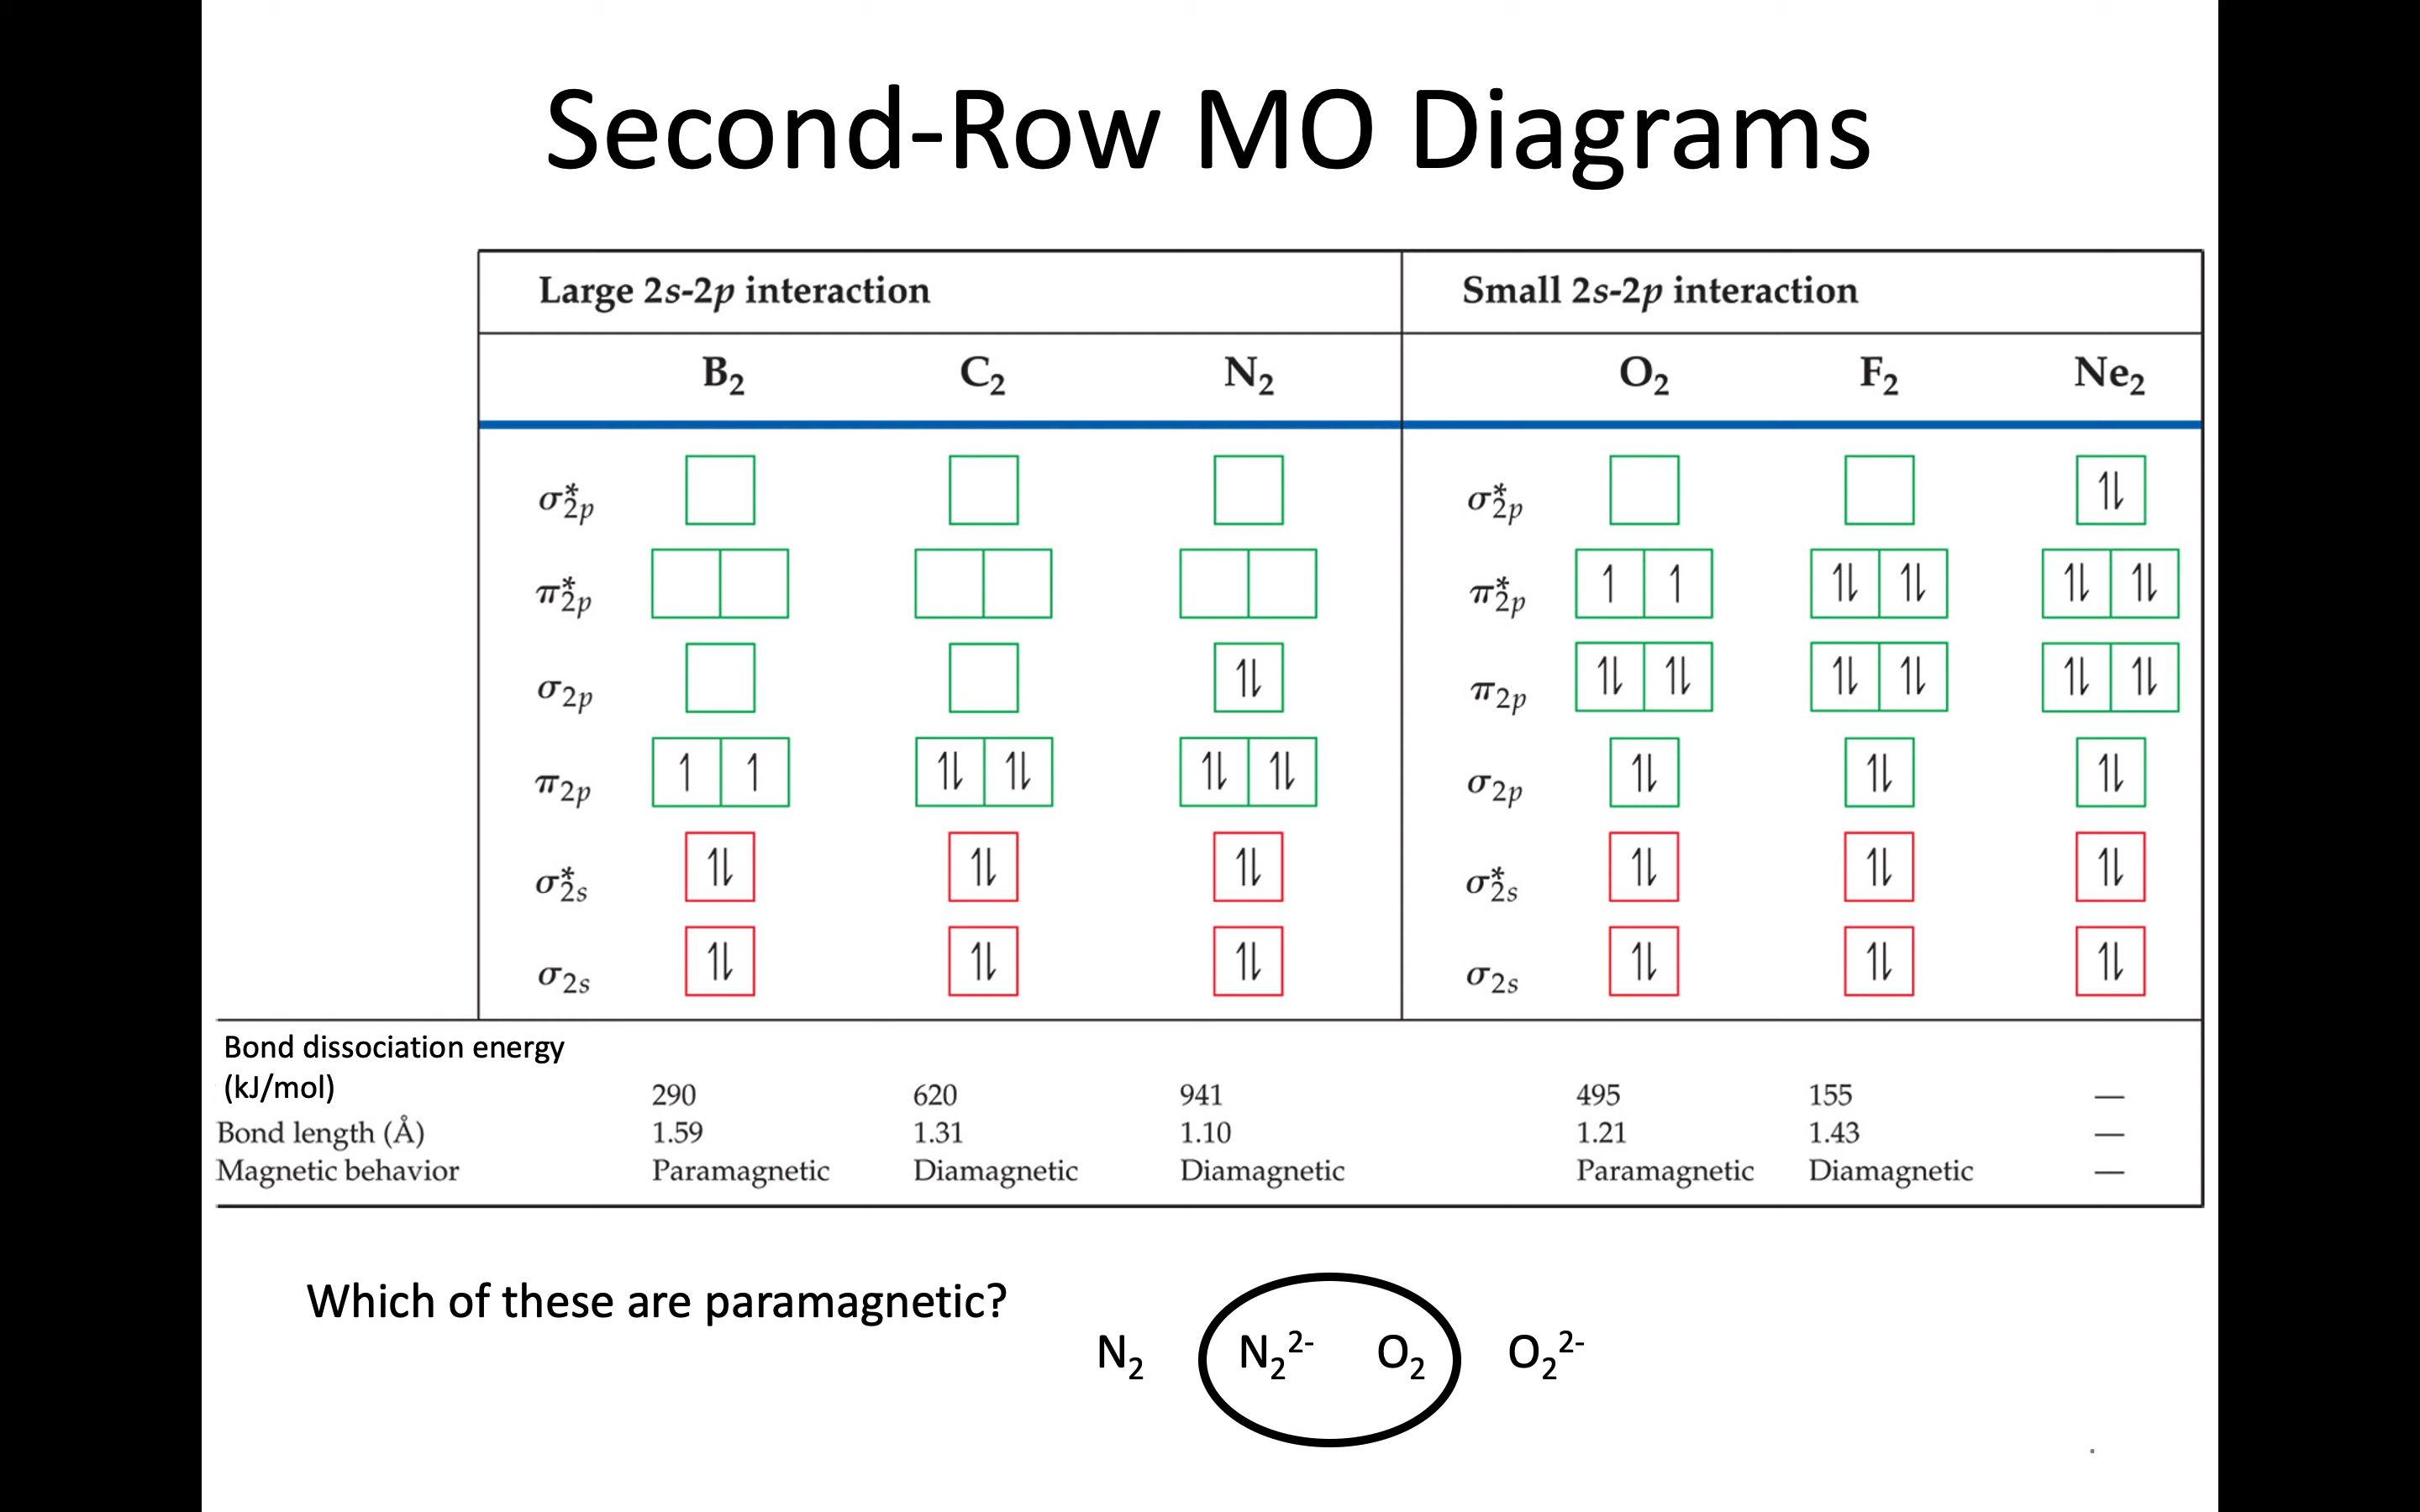 Second-Row MO Diagrams
Large 2s-2p interaction Small 2s-2p interaction
B₂ C₂ N₂ O₂ F₂ Ne₂
σ*2p σ*2p ⥮
π*2p π*2p ↿ ↿ ⥮ ⥮ ⥮ ⥮
σ2p ⥮ π2p ⥮ ⥮ ⥮ ⥮ ⥮ ⥮
π2p ↿ ↿ ⥮ ⥮ ⥮ ⥮ σ2p ⥮ ⥮ ⥮
σ*2s ⥮ ⥮ ⥮ σ*2s ⥮ ⥮ ⥮
σ2s ⥮ ⥮ ⥮ σ2s ⥮ ⥮ ⥮
Bond dissociation energy
(kJ/mol) 290 620 941 495 155 —
Bond length (Å) 1.59 1.31 1.10 1.21 1.43 —
Magnetic behavior Paramagnetic Diamagnetic Diamagnetic Paramagnetic Diamagnetic —
Which of these are paramagnetic?
N₂ N₂²⁻ O₂ O₂²⁻